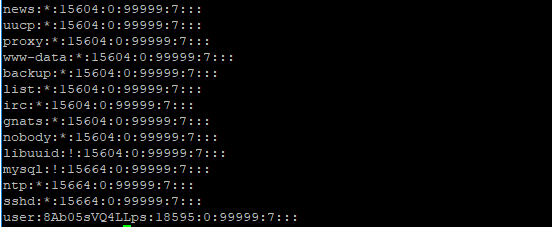 news:*:15604:0:99999:7:::
uucp:*:15604:0:99999:7:::
proxy:*:15604:0:99999:7:::
www-data:*:15604:0:99999:7:::
backup:*:15604:0:99999:7:::
list:*:15604:0:99999:7:::
irc:*:15604:0:99999:7:::
gnats:*:15604:0:99999:7:::
nobody:*:15604:0:99999:7:::
libuuid:!:15604:0:99999:7:::
mysql:!:15664:0:99999:7:::
ntp:*:15664:0:99999:7:::
sshd:*:15664:0:99999:7:::
user:8Ab05sVQ4LLps:18595:0:99999:7:::